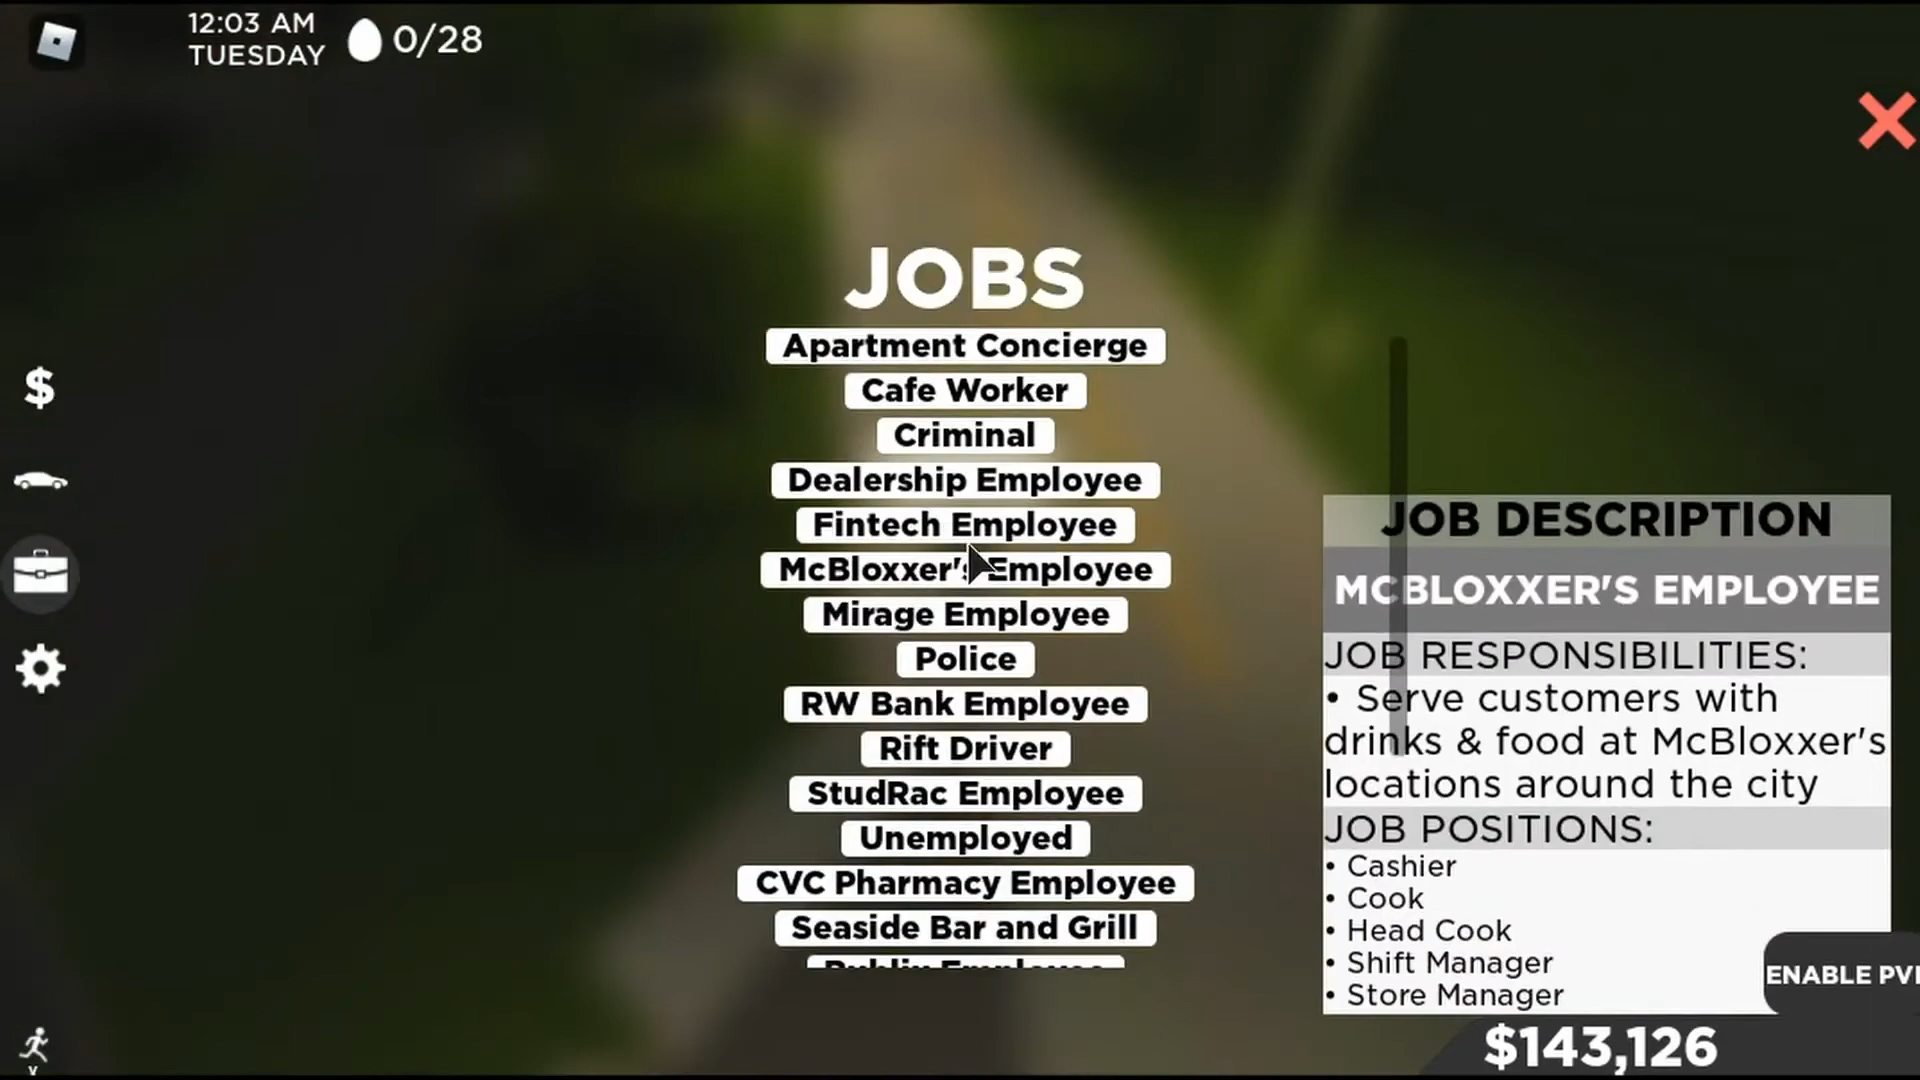 12:03 AM
TUESDAY
0/28
JOBS
Apartment Concierge
Cafe Worker
Criminal
Dealership Employee
Fintech Employee
McBloxxer's Employee
Mirage Employee
Police
RW Bank Employee
Rift Driver
StudRac Employee
Unemployed
CVC Pharmacy Employee
Seaside Bar and Grill
Publix Employee
JOB DESCRIPTION
MCBLOXXER'S EMPLOYEE
JOB RESPONSIBILITIES:
• Serve customers with
drinks & food at McBloxxer's
locations around the city
JOB POSITIONS:
• Cashier
• Cook
• Head Cook
• Shift Manager
• Store Manager
ENABLE PV
$143,126
$